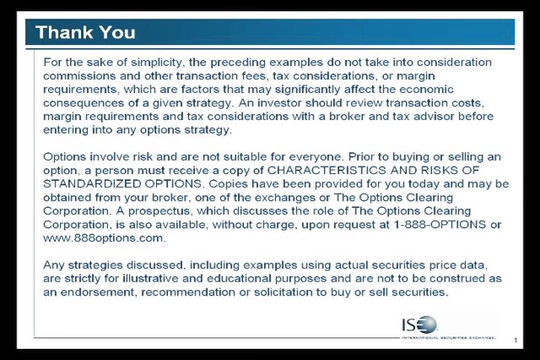 Thank You
For the sake of simplicity, the preceding examples do not take into consideration
commissions and other transaction fees, tax considerations, or margin
requirements, which are factors that may significantly affect the economic
consequences of a given strategy. An investor should review transaction costs,
margin requirements and tax considerations with a broker and tax advisor before
entering into any options strategy.
Options involve risk and are not suitable for everyone. Prior to buying or selling an
option, a person must receive a copy of CHARACTERISTICS AND RISKS OF
STANDARDIZED OPTIONS. Copies have been provided for you today and may be
obtained from your broker, one of the exchanges or The Options Clearing
Corporation. A prospectus, which discusses the role of The Options Clearing
Corporation, is also available, without charge, upon request at 1-888-OPTIONS or
www.888options.com.
Any strategies discussed, including examples using actual securities price data,
are strictly for illustrative and educational purposes and are not to be construed as
an endorsement, recommendation or solicitation to buy or sell securities.
ISE
INTERNATIONAL SECURITIES EXCHANGE.
1